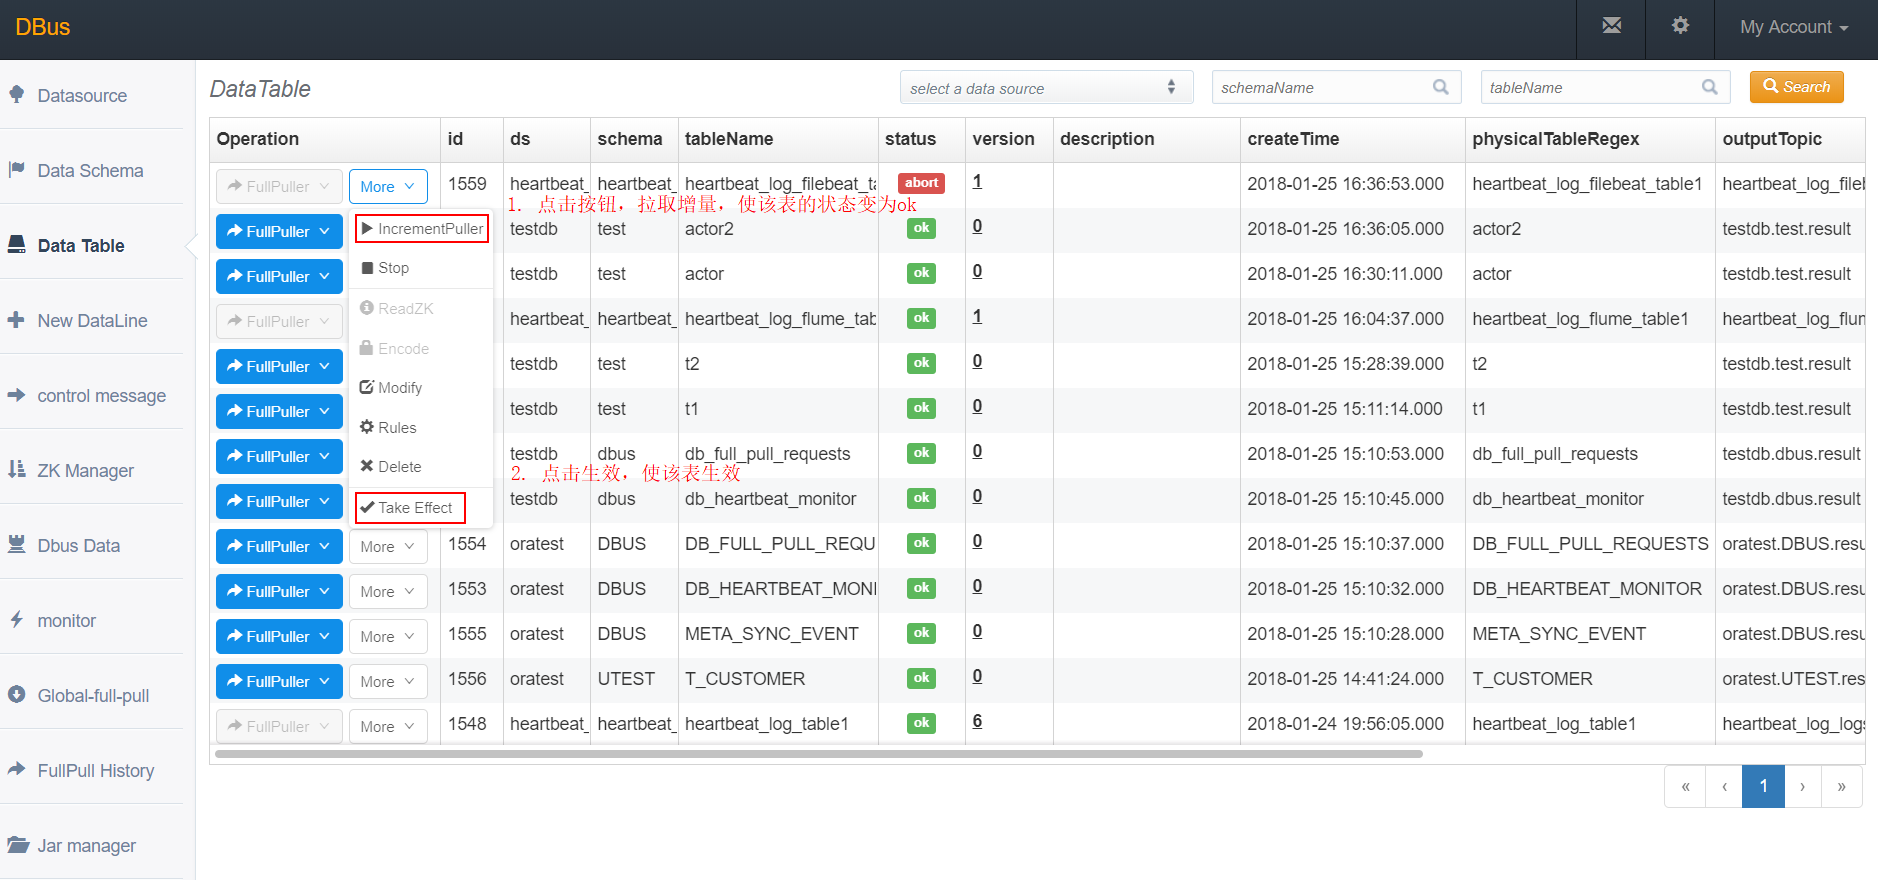 DBus
My Account
Datasource
Data Schema
Data Table
New DataLine
control message
ZK Manager
Dbus Data
monitor
Global-full-pull
FullPull History
Jar manager
DataTable
select a data source
schemaName
tableName
Search
Operation id ds schema tableName status version description createTime physicalTableRegex outputTopic
FullPuller More 1559 heartbeat_ heartbeat_ heartbeat_log_filebeat_ta abort 1 2018-01-25 16:36:53.000 heartbeat_log_filebeat_table1 heartbeat_log_fileb
1. 点击按钮，拉取增量，使该表的状态变为ok
FullPuller testdb test actor2 ok 0 2018-01-25 16:36:05.000 actor2 testdb.test.result
FullPuller testdb test actor ok 0 2018-01-25 16:30:11.000 actor testdb.test.result
FullPuller heartbeat_ heartbeat_ heartbeat_log_flume_tab ok 1 2018-01-25 16:04:37.000 heartbeat_log_flume_table1 heartbeat_log_flum
FullPuller testdb test t2 ok 0 2018-01-25 15:28:39.000 t2 testdb.test.result
FullPuller testdb test t1 ok 0 2018-01-25 15:11:14.000 t1 testdb.test.result
FullPuller testdb dbus db_full_pull_requests ok 0 2018-01-25 15:10:53.000 db_full_pull_requests testdb.dbus.result
2. 点击生效，使该表生效
FullPuller testdb dbus db_heartbeat_monitor ok 0 2018-01-25 15:10:45.000 db_heartbeat_monitor testdb.dbus.result
IncrementPuller
Stop
ReadZK
Encode
Modify
Rules
Delete
Take Effect
FullPuller More 1554 oratest DBUS DB_FULL_PULL_REQU ok 0 2018-01-25 15:10:37.000 DB_FULL_PULL_REQUESTS oratest.DBUS.resu
FullPuller More 1553 oratest DBUS DB_HEARTBEAT_MONI ok 0 2018-01-25 15:10:32.000 DB_HEARTBEAT_MONITOR oratest.DBUS.resu
FullPuller More 1555 oratest DBUS META_SYNC_EVENT ok 0 2018-01-25 15:10:28.000 META_SYNC_EVENT oratest.DBUS.resu
FullPuller More 1556 oratest UTEST T_CUSTOMER ok 0 2018-01-25 14:41:24.000 T_CUSTOMER oratest.UTEST.res
FullPuller More 1548 heartbeat_ heartbeat_ heartbeat_log_table1 ok 6 2018-01-24 19:56:05.000 heartbeat_log_table1 heartbeat_log_logs
« ‹ 1 › »